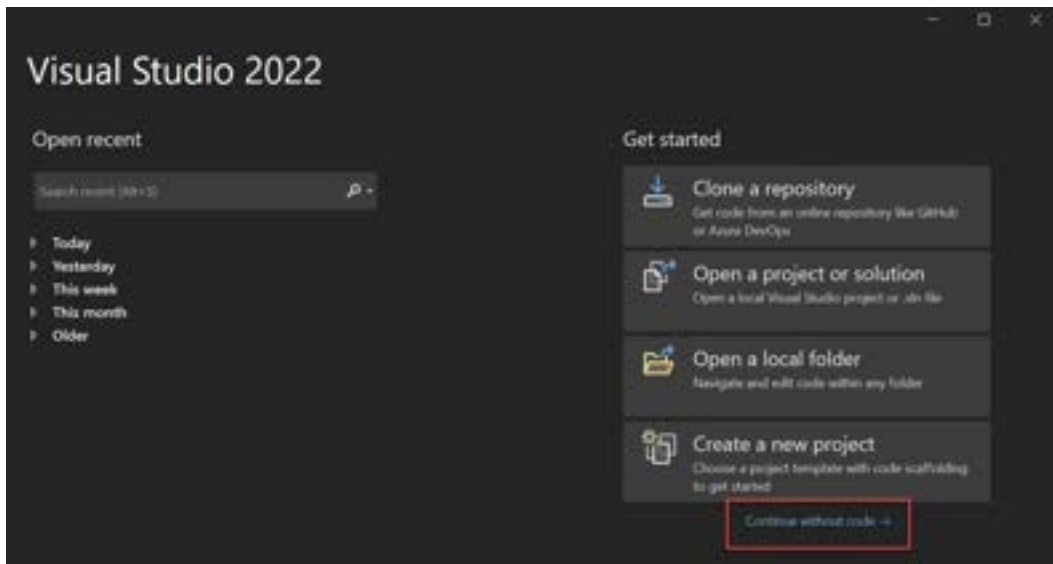 Visual Studio 2022
Open recent
Search recent (Alt+S)
Today
Yesterday
This week
This month
Older
Get started
Clone a repository
Get code from an online repository like GitHub
or Azure DevOps
Open a project or solution
Open a local Visual Studio project or .sln file
Open a local folder
Navigate and edit code within any folder
Create a new project
Choose a project template with code scaffolding
to get started
Continue without code →